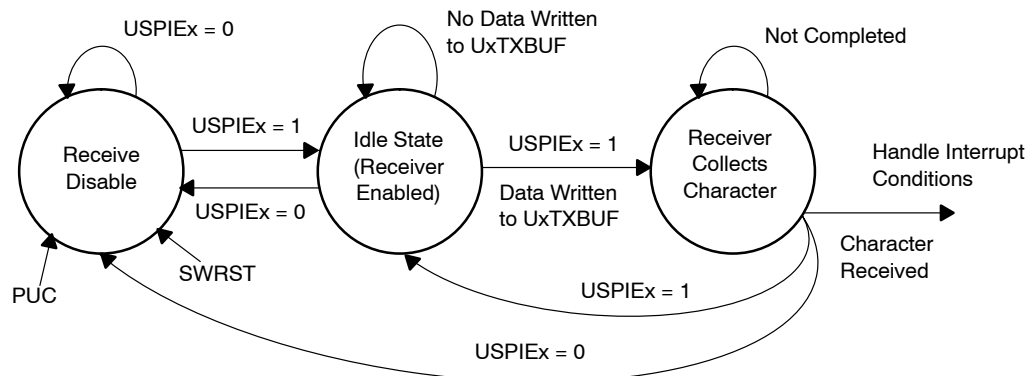 USPIEx = 0
No Data Written
to UxTXBUF
Not Completed
Receive
Disable
USPIEx = 1
USPIEx = 0
Idle State
(Receiver
Enabled)
USPIEx = 1
Data Written
to UxTXBUF
Receiver
Collects
Character
Handle Interrupt
Conditions
Character
Received
PUC
SWRST
USPIEx = 1
USPIEx = 0